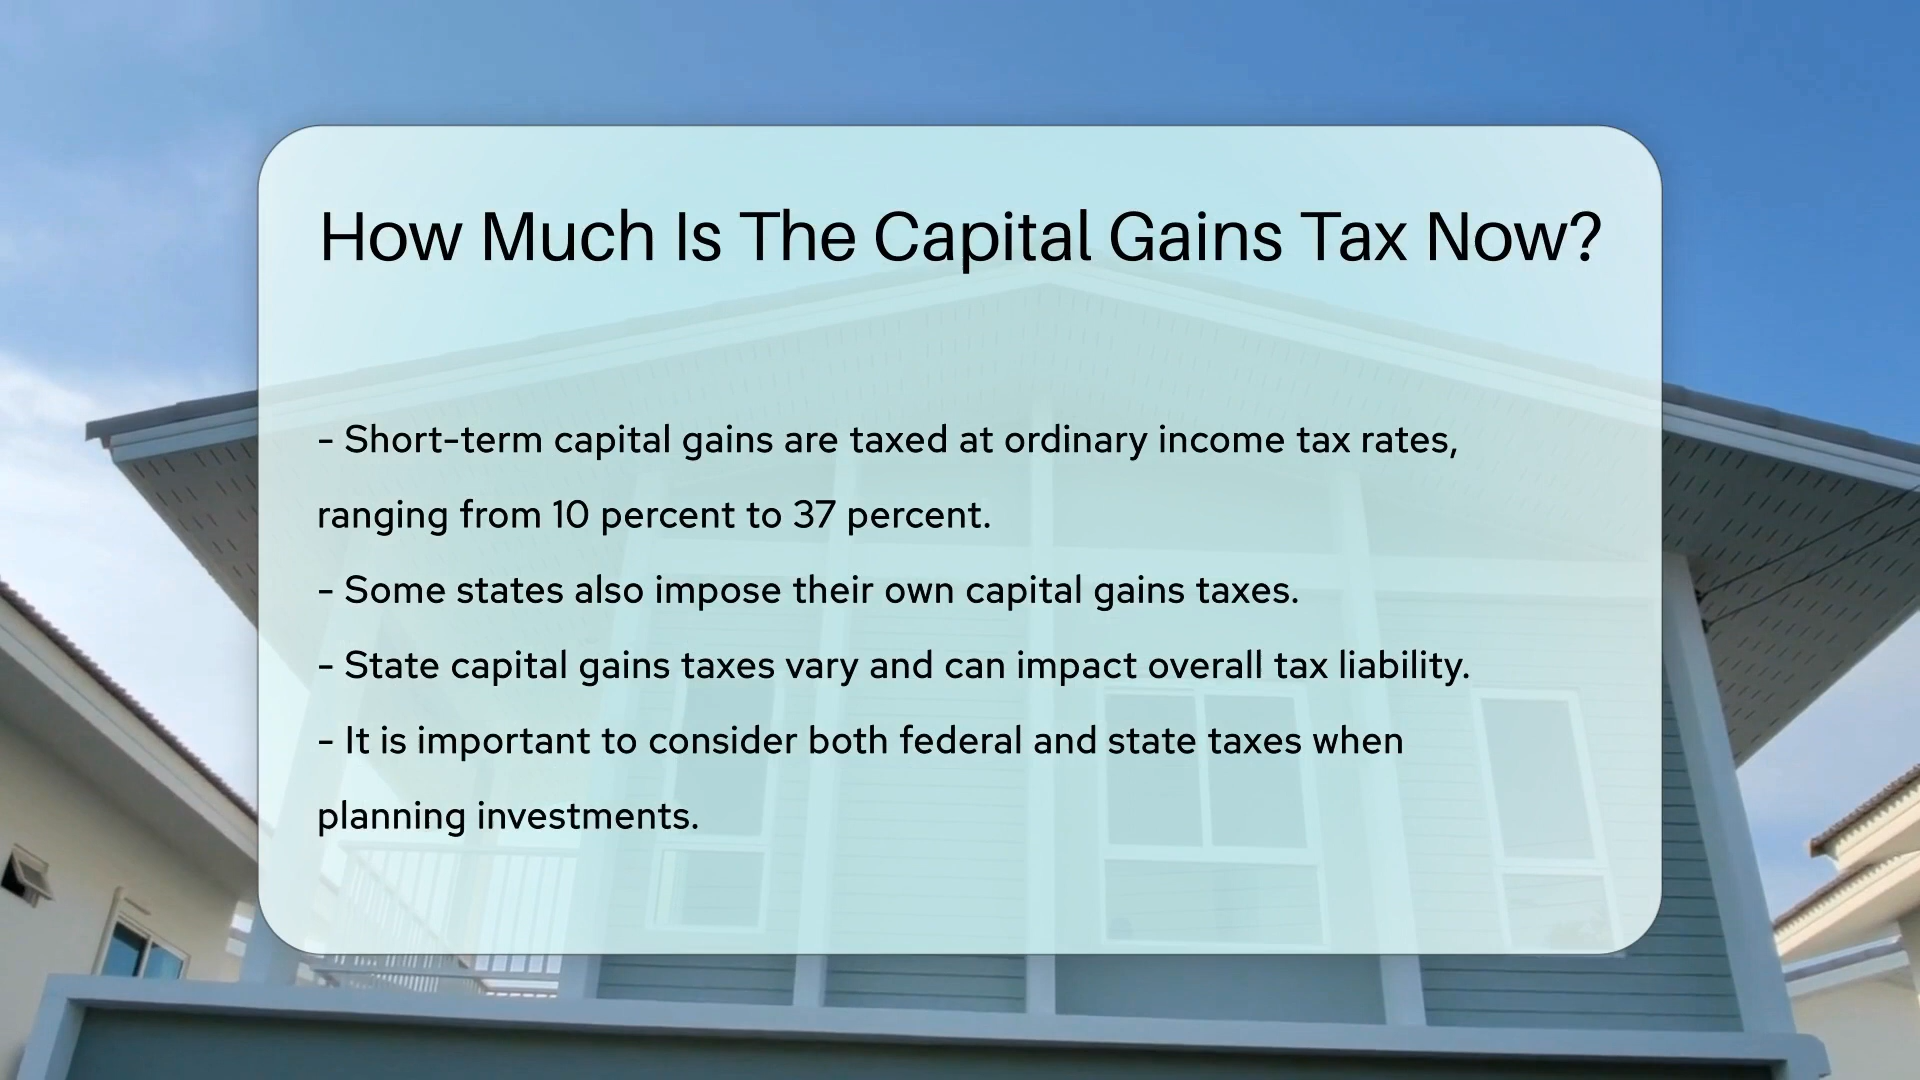 How Much Is The Capital Gains Tax Now?
- Short-term capital gains are taxed at ordinary income tax rates,
ranging from 10 percent to 37 percent.
- Some states also impose their own capital gains taxes.
- State capital gains taxes vary and can impact overall tax liability.
- It is important to consider both federal and state taxes when
planning investments.